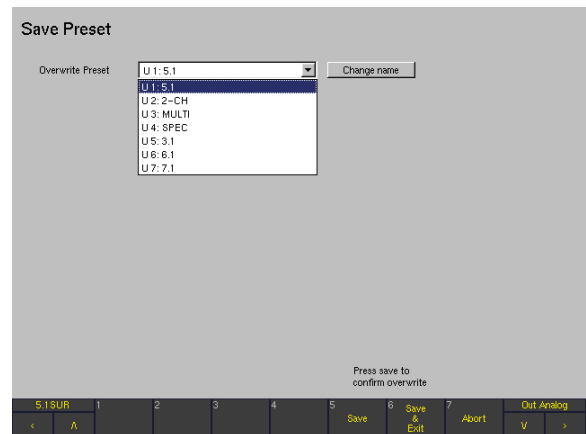 Save Preset
Overwrite Preset
U 1: 5.1
Change name
U 1: 5.1
U 2: 2-CH
U 3: MULTI
U 4: SPEC
U 5: 3.1
U 6: 6.1
U 7: 7.1
Press save to
confirm overwrite
5.1SUR
< Λ
1
2
3
4
5
Save
6
Save
&
Exit
7
Abort
Out Analog
V >